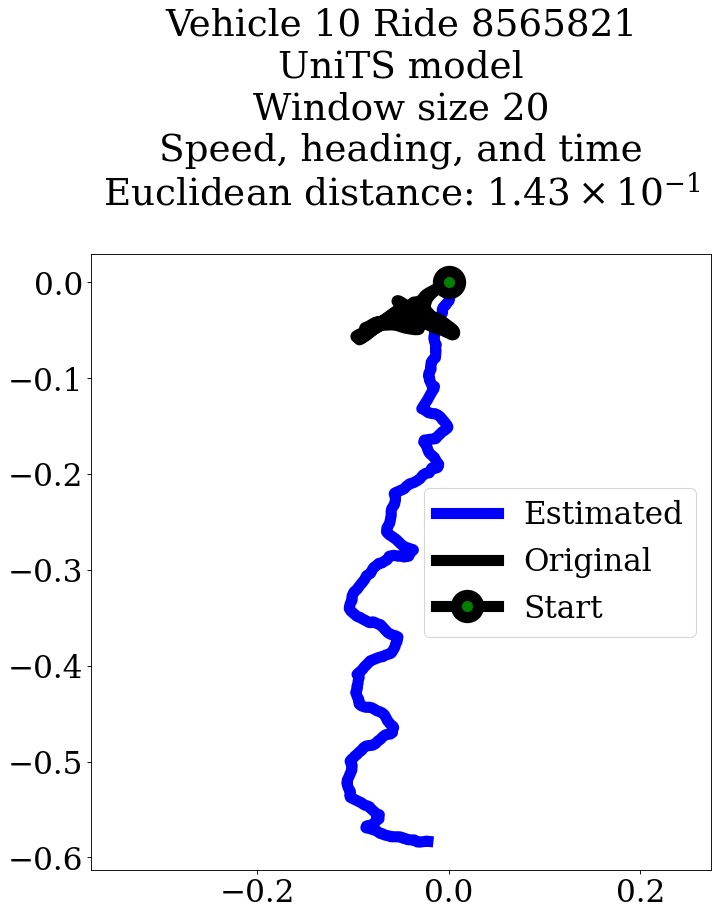 Vehicle 10 Ride 8565821
UniTS model
Window size 20
Speed, heading, and time
Euclidean distance: 1.43 × 10⁻¹
0.0
−0.1
−0.2
−0.3
−0.4
−0.5
−0.6
Estimated
Original
Start
−0.2 0.0 0.2